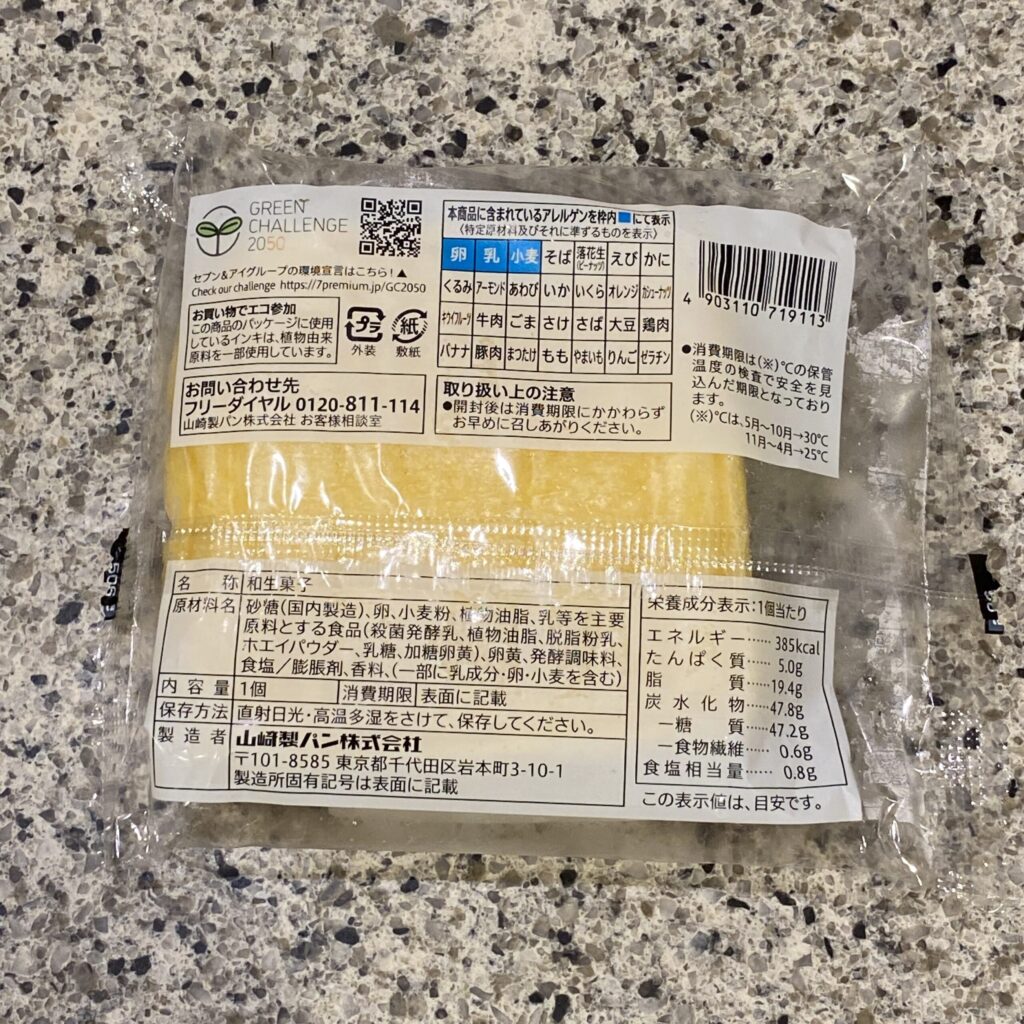 GREEN
CHALLENGE
2050
セブン&アイグループの環境宣言はこちら!▲
Check our challenge https://7premium.jp/GC2050
お買い物でエコ参加
この商品のパッケージに使用
しているインキは、植物由来
原料を一部使用しています。
プラ
外装
紙
敷紙
お問い合わせ先
フリーダイヤル 0120-811-114
山崎製パン株式会社 お客様相談室
本商品に含まれているアレルゲンを枠内■にて表示
〈特定原材料及びそれに準ずるものを表示〉
卵 乳 小麦 そば 落花生(ピーナッツ) えび かに
くるみ アーモンド あわび いか いくら オレンジ カシューナッツ
キウイフルーツ 牛肉 ごま さけ さば 大豆 鶏肉
バナナ 豚肉 まつたけ もも やまいも りんご ゼラチン
取り扱い上の注意
●開封後は消費期限にかかわらず
お早めに召しあがりください。
4 903110 719113
●消費期限は(※)℃の保管
温度の検査で安全を見
込んだ期限となっており
ます。
(※)℃は、5月〜10月→30℃
11月〜4月→25℃
名 称 和生菓子
原材料名 砂糖(国内製造)、卵、小麦粉、植物油脂、乳等を主要
原料とする食品(殺菌発酵乳、植物油脂、脱脂粉乳、
ホエイパウダー、乳糖、加糖卵黄)、卵黄、発酵調味料、
食塩/膨脹剤、香料、(一部に乳成分・卵・小麦を含む)
内容量 1個 消費期限 表面に記載
保存方法 直射日光・高温多湿をさけて、保存してください。
製造者 山崎製パン株式会社
〒101-8585 東京都千代田区岩本町3-10-1
製造所固有記号は表面に記載
栄養成分表示:1個当たり
エネルギー……385kcal
たんぱく質……5.0g
脂 質……19.4g
炭水化物……47.8g
－糖 質……47.2g
－食物繊維……0.6g
食塩相当量……0.8g
この表示値は、目安です。